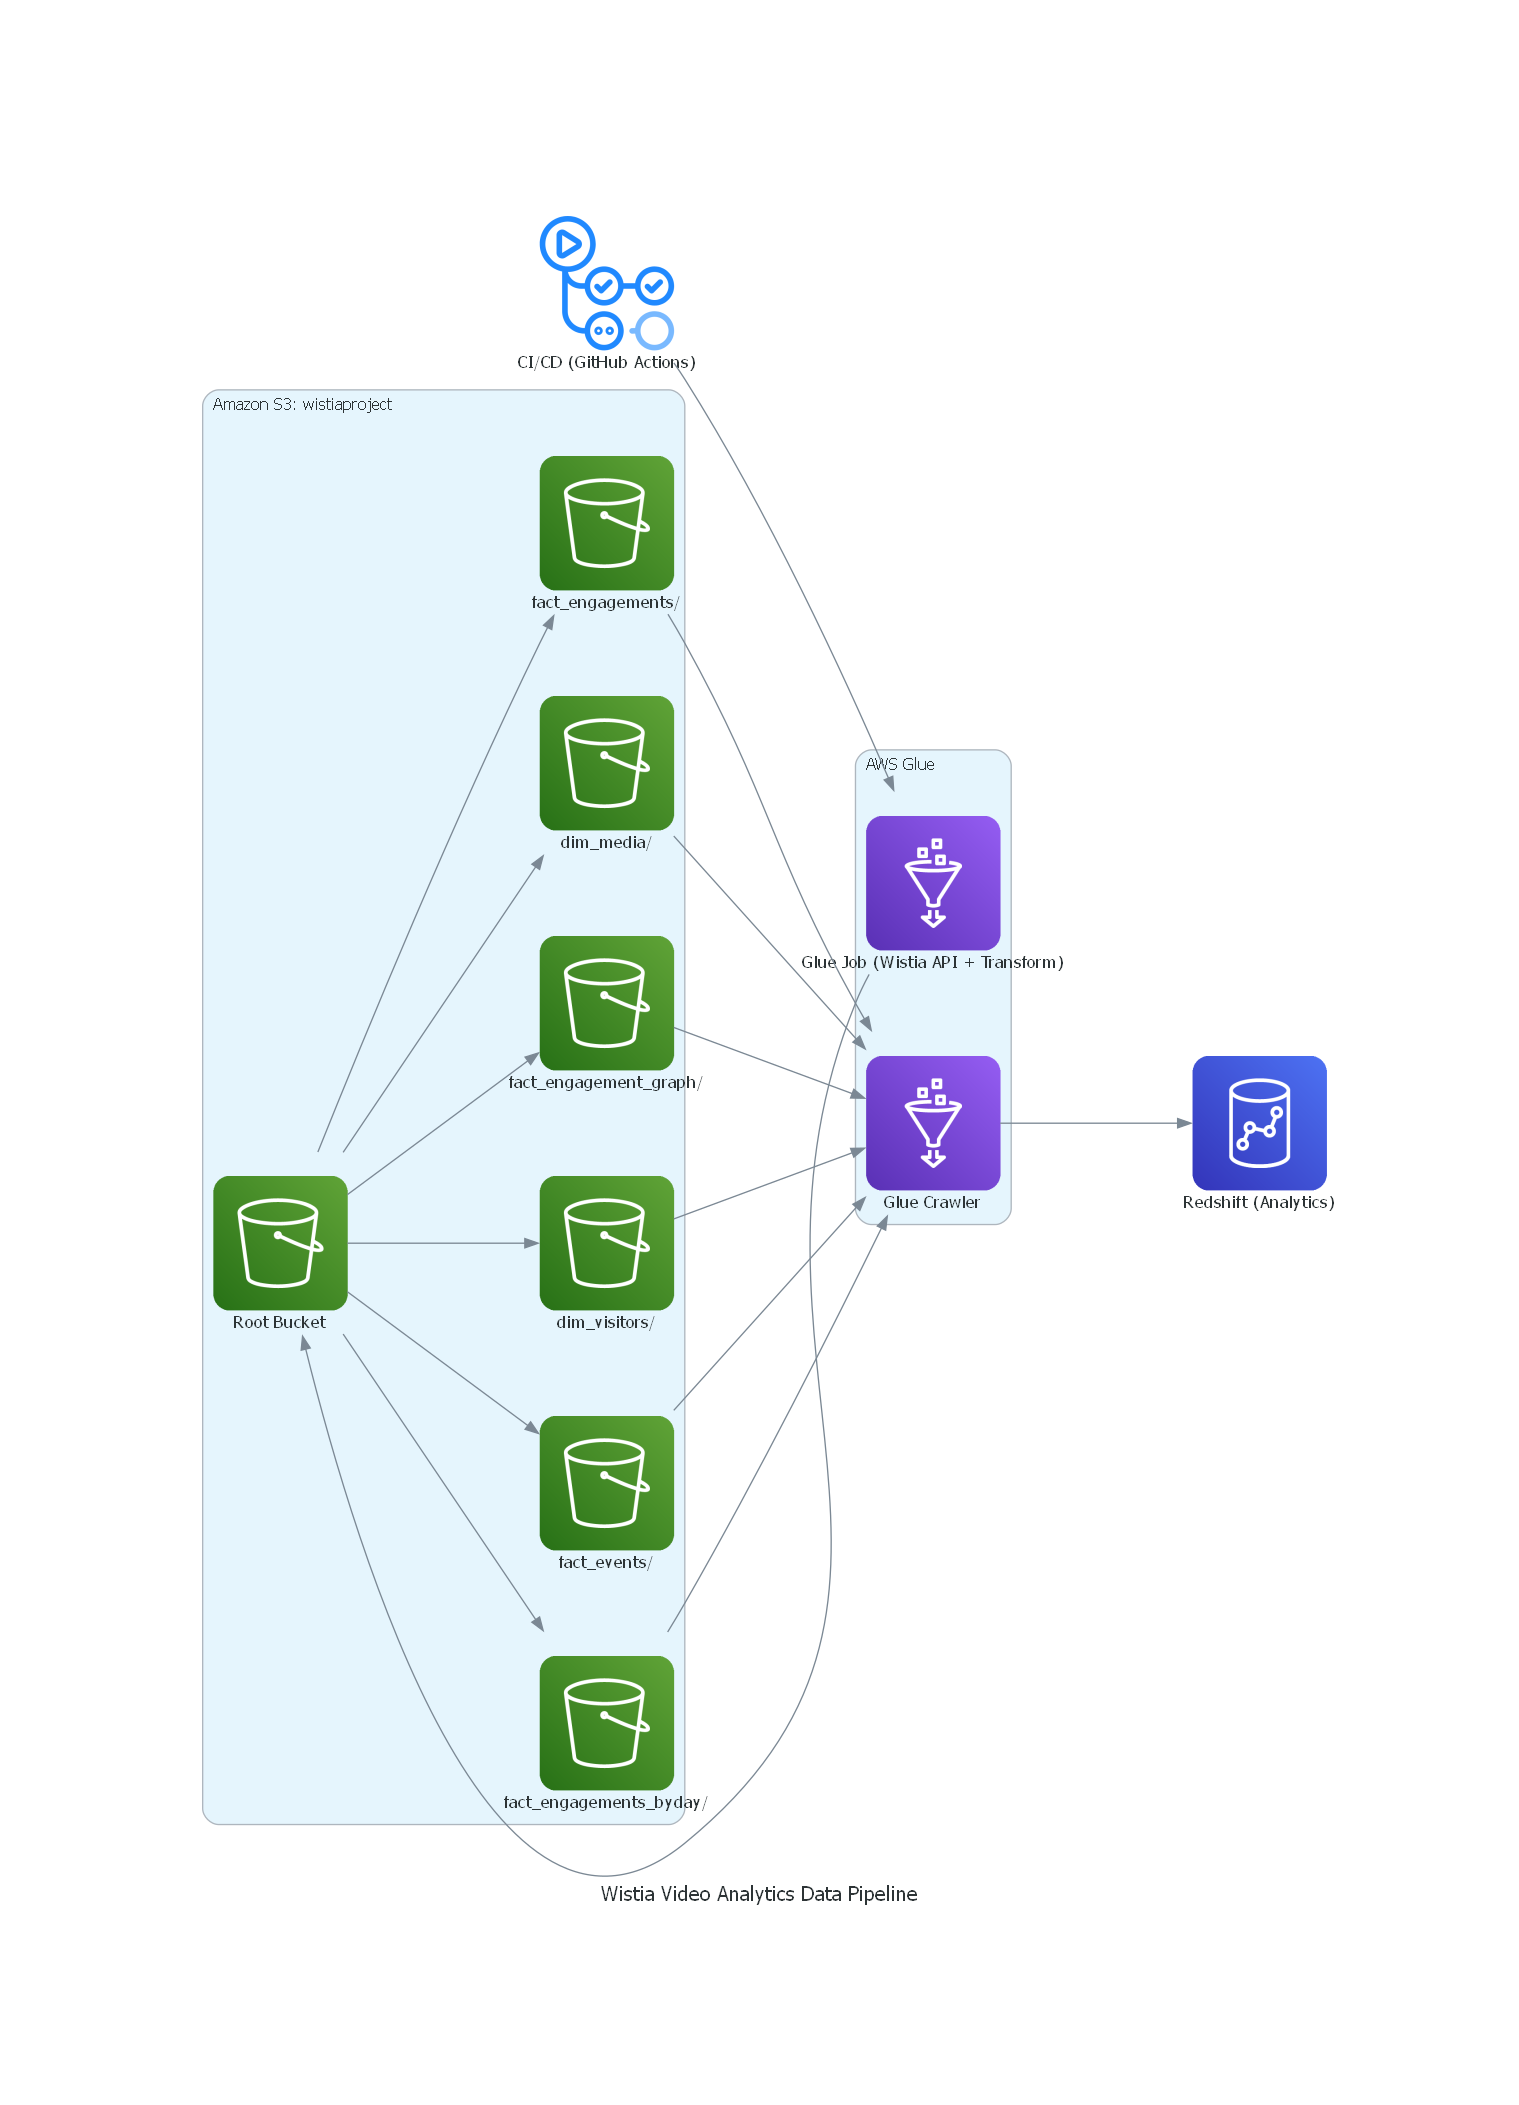 CI/CD (GitHub Actions)
Amazon S3: wistiaproject
fact_engagements/
dim_media/
AWS Glue
Glue Job (Wistia API + Transform)
fact_engagement_graph/
Glue Crawler
Redshift (Analytics)
Root Bucket
dim_visitors/
fact_events/
fact_engagements_byday/
Wistia Video Analytics Data Pipeline